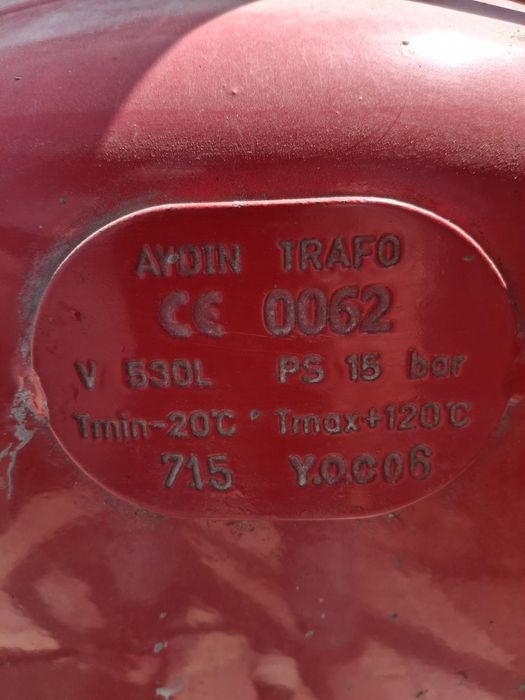 AYDIN TRAFO
CE 0062
V 530L PS 15 bar
Tmin-20°C Tmax+120°C
715 Y.O.C06